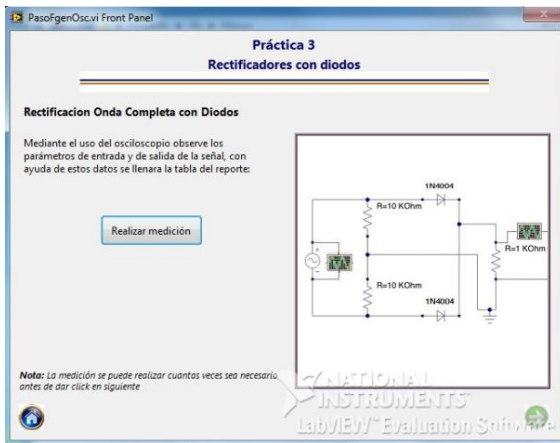 PasoFgenOsc.vi Front Panel
Práctica 3
Rectificadores con diodos
Rectificacion Onda Completa con Diodos
Mediante el uso del osciloscopio observe los
parámetros de entrada y de salida de la señal, con
ayuda de estos datos se llenara la tabla del reporte:
Realizar medición
1N4004
R=10 KOhm
R=1 KOhm
R=10 KOhm
1N4004
Nota: La medición se puede realizar cuantas veces sea necesario
antes de dar click en siguiente
NATIONAL
INSTRUMENTS
LabVIEW™ Evaluation Software